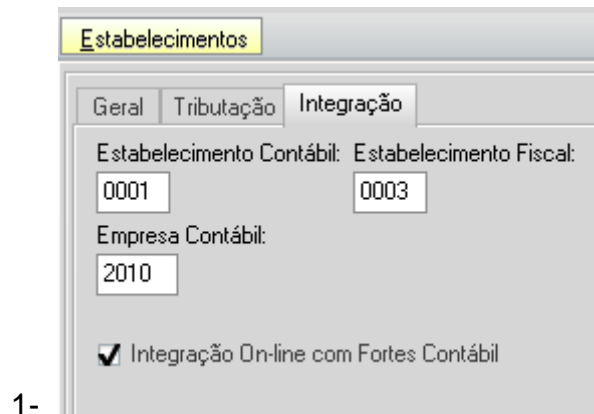 Estabelecimentos
Geral Tributação Integração
Estabelecimento Contábil: Estabelecimento Fiscal:
0001 0003
Empresa Contábil:
2010
Integração On-line com Fortes Contábil
1-